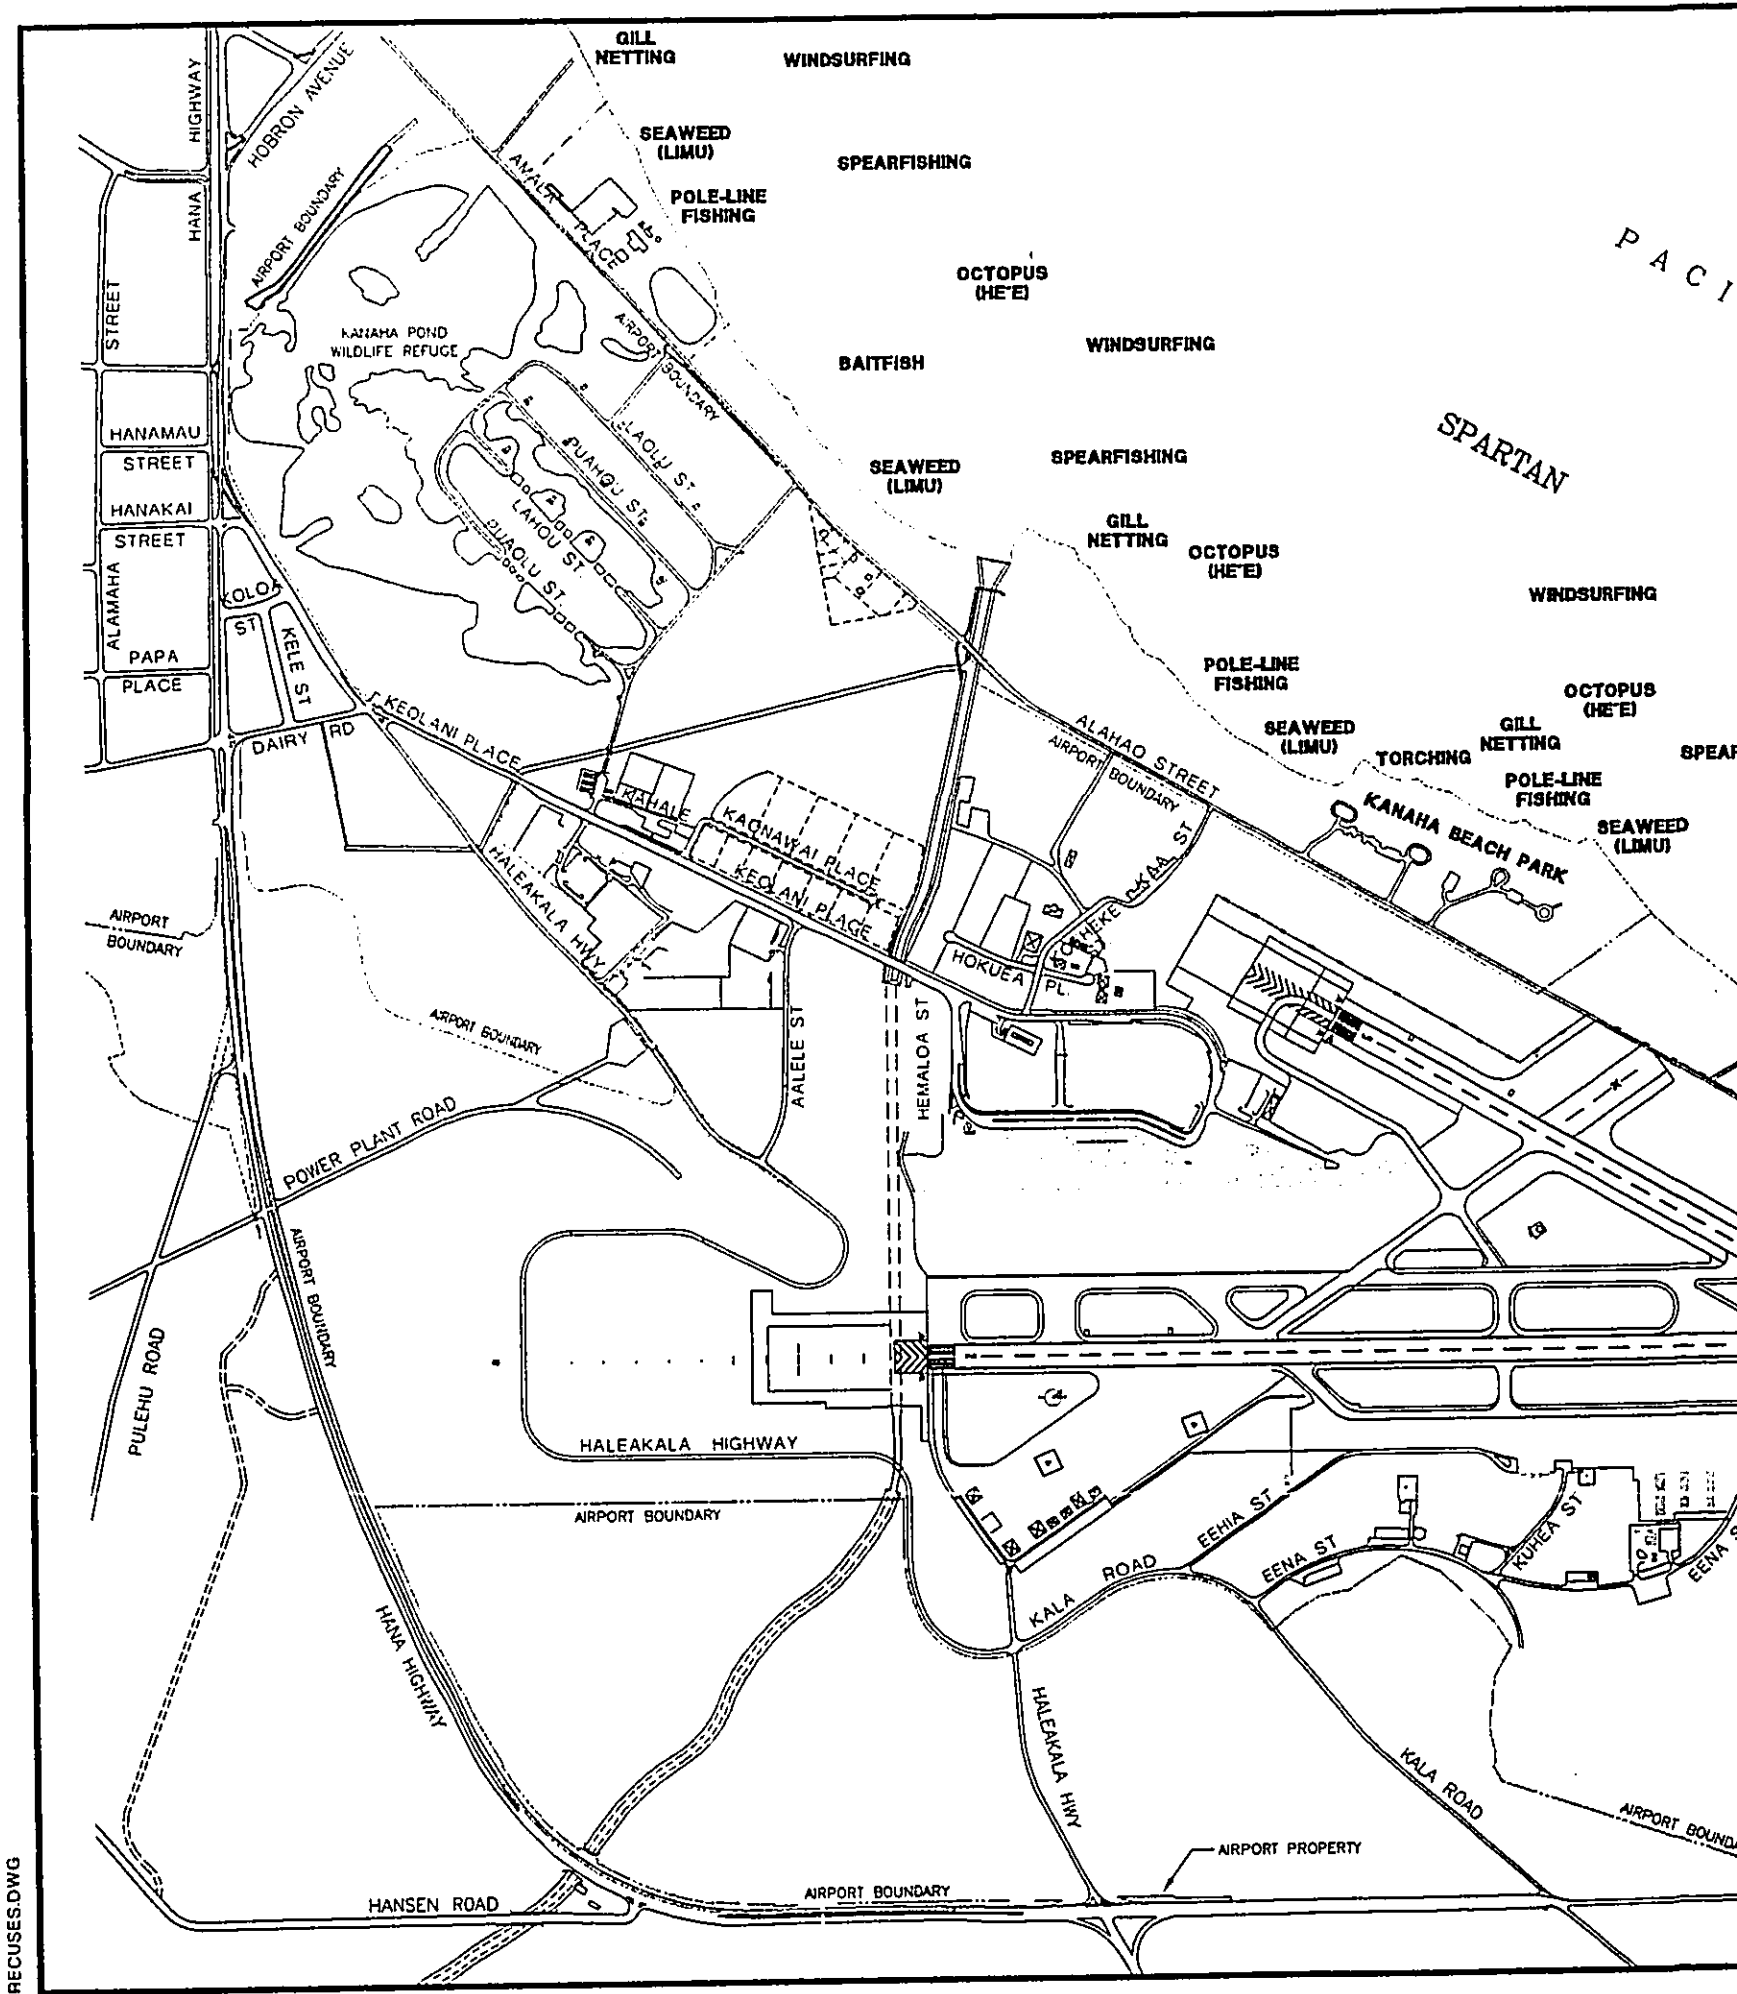 GILL
NETTING
WINDSURFING
HIGHWAY
HOBRON AVENUE
SEAWEED
(LIMU)
SPEARFISHING
AMALA
PLACE
POLE-LINE
FISHING
HANA
AIRPORT BOUNDARY
PACI
OCTOPUS
(HE'E)
STREET
KANAHA POND
WILDLIFE REFUGE
AIRPORT
BOUNDARY
BAITFISH
WINDSURFING
HANAMAU
STREET
LAOLU ST.
PUAHOU ST.
SEAWEED
(LIMU)
SPEARFISHING
SPARTAN
HANAKAI
STREET
LAHOU ST.
PUAOLU ST.
GILL
NETTING
OCTOPUS
(HE'E)
ALAMAHA
KOLOA
ST
KELE ST
WINDSURFING
PAPA
PLACE
POLE-LINE
FISHING
OCTOPUS
(HE'E)
KEOLANI PLACE
DAIRY RD
ALAHAO STREET
AIRPORT BOUNDARY
SEAWEED
(LIMU)
GILL
NETTING
TORCHING
SPEAR
POLE-LINE
FISHING
KAHALE
KAONAWAI PLACE
KEOLANI PLACE
KAA ST
KANAHA BEACH PARK
SEAWEED
(LIMU)
HALEAKALA HWY
AIRPORT
BOUNDARY
HEKE
HOKUEA
PL.
AIRPORT BOUNDARY
AALELE ST
HEMALOA ST
POWER PLANT ROAD
AIRPORT BOUNDARY
PULEHU ROAD
HALEAKALA HIGHWAY
AIRPORT BOUNDARY
EEHIA ST
KALA ROAD
EENA ST
KUHEA ST
EENA S
HANA HIGHWAY
HALEAKALA HWY
KALA ROAD
AIRPORT BOUNDA
AIRPORT PROPERTY
AIRPORT BOUNDARY
HANSEN ROAD
RECUSES.DWG